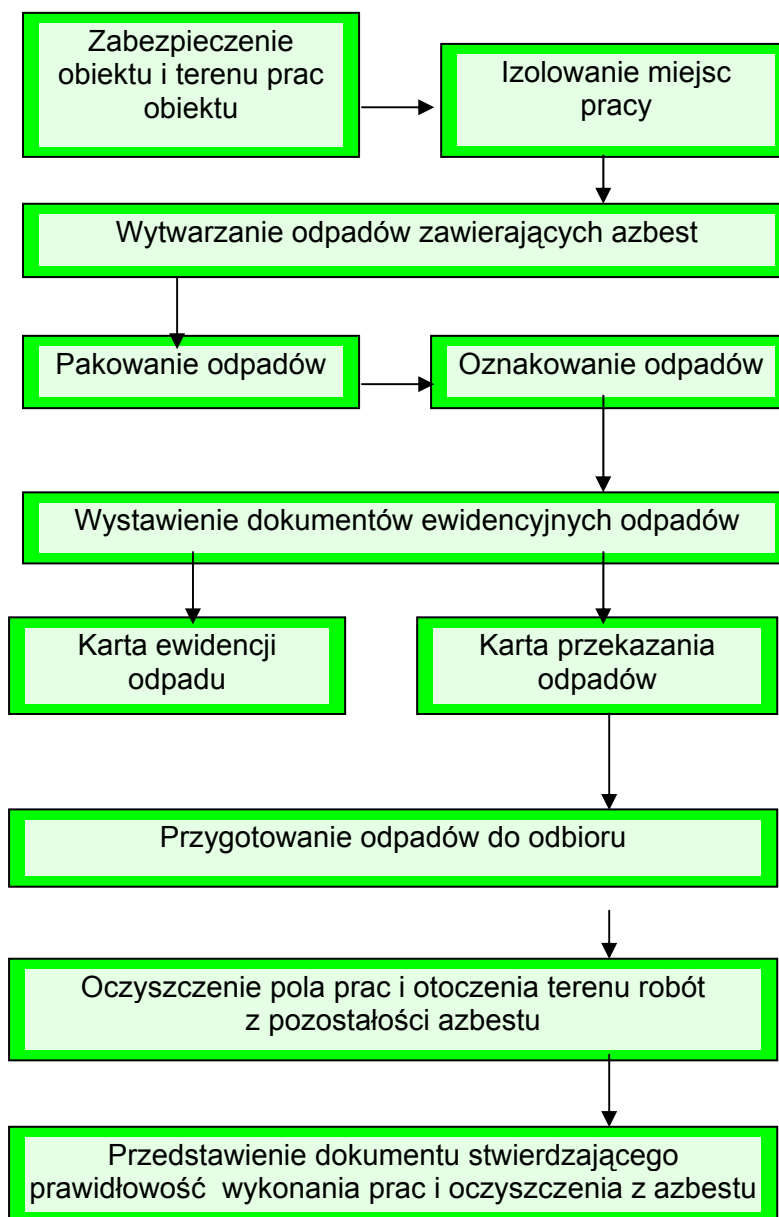 Zabezpieczenie
obiektu i terenu prac
obiektu
Izolowanie miejsc
pracy
Wytwarzanie odpadów zawierających azbest
Pakowanie odpadów
Oznakowanie odpadów
Wystawienie dokumentów ewidencyjnych odpadów
Karta ewidencji
odpadu
Karta przekazania
odpadów
Przygotowanie odpadów do odbioru
Oczyszczenie pola prac i otoczenia terenu robót
z pozostałości azbestu
Przedstawienie dokumentu stwierdzającego
prawidłowość wykonania prac i oczyszczenia z azbestu